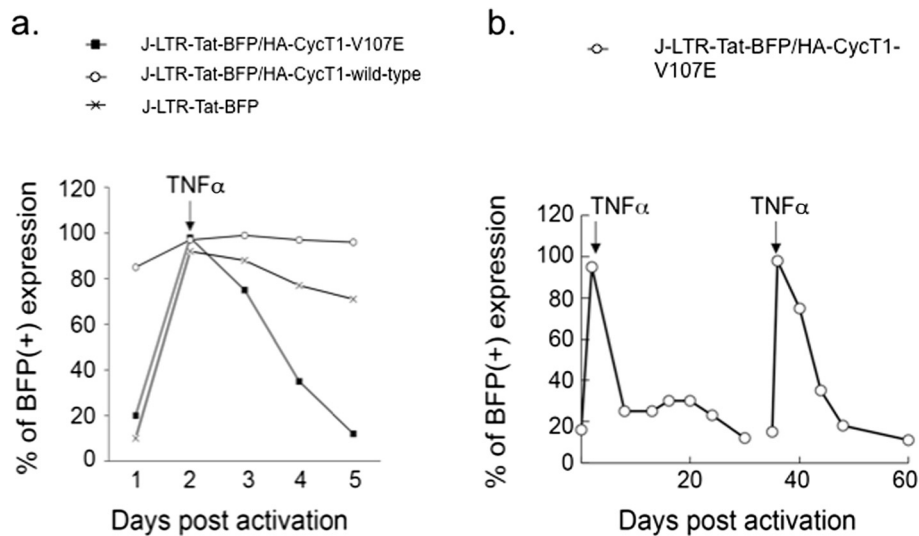 a.
J-LTR-Tat-BFP/HA-CycT1-V107E
J-LTR-Tat-BFP/HA-CycT1-wild-type
J-LTR-Tat-BFP
TNFα
% of BFP(+) expression
120
100
80
60
40
20
0
1 2 3 4 5
Days post activation
b.
J-LTR-Tat-BFP/HA-CycT1-
V107E
TNFα TNFα
% of BFP(+) expression
120
100
80
60
40
20
0
20 40 60
Days post activation